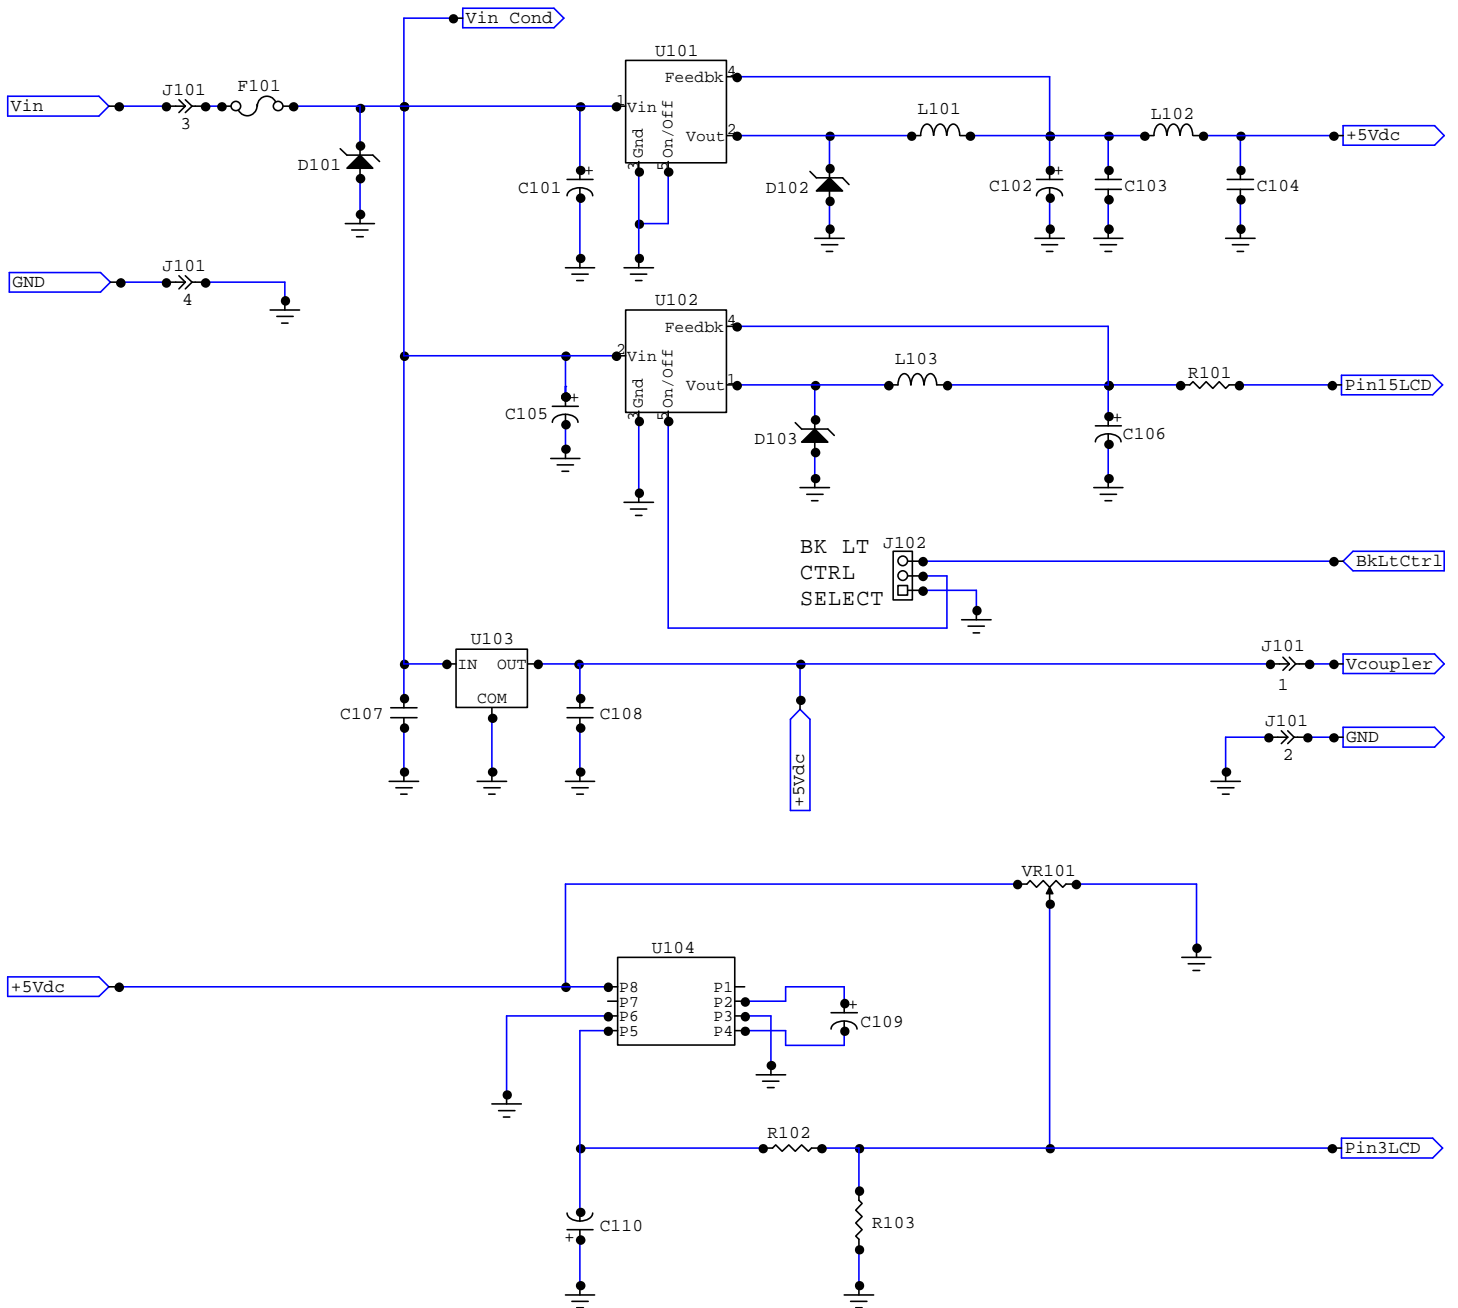 Vin Cond
U101
Feedbk 4
1 Vin
Vout 2
Gnd
On/Off
3
5
Vin
J101
3
F101
D101
C101
L101
L102
+5Vdc
D102
C102
+
C103
C104
+
GND
J101
4
U102
Feedbk 4
2 Vin
Vout 1
Gnd
On/Off
3
5
C105
+
L103
R101
Pin15LCD
D103
C106
+
BK LT
CTRL
SELECT
J102
BkLtCtrl
U103
IN OUT
COM
C107
C108
+5Vdc
J101
1
Vcoupler
J101
2
GND
VR101
+5Vdc
U104
P8 P1
P7 P2
P6 P3
P5 P4
C109
+
R102
Pin3LCD
C110
+
R103